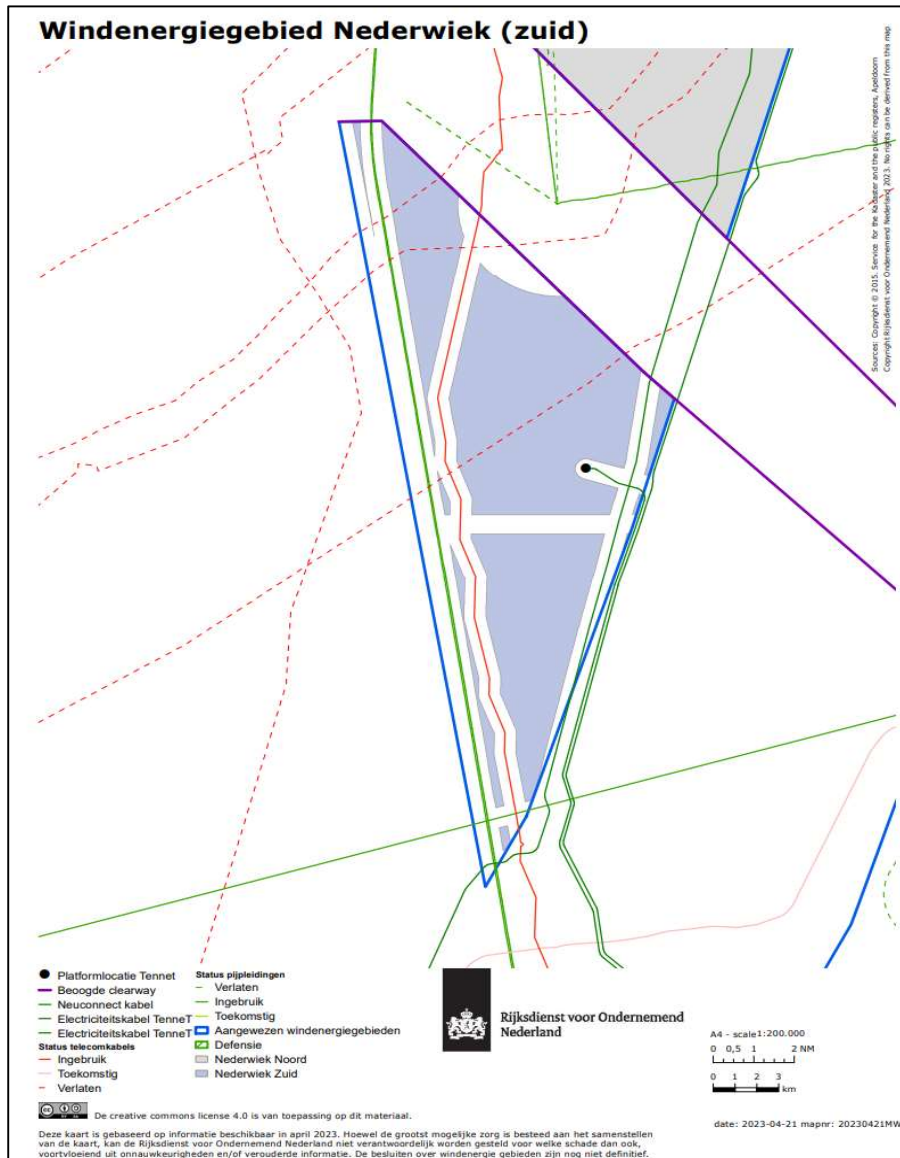 Windenergiegebied Nederwiek (zuid)
Sources: Copyright © 2015, Service for the Kadaster and the public registers, Apeldoorn
Copyright Rijksdienst voor Ondernemend Nederland 2023. No rights can be derived from this map.
Platformlocatie Tennet
Beoogde clearway
Neuconnect kabel
Electriciteitskabel TenneT
Electriciteitskabel TenneT
Status telecomkabels
Ingebruik
Toekomstig
Verlaten
Status pijpleidingen
Verlaten
Ingebruik
Toekomstig
Aangewezen windenergiegebieden
Defensie
Nederwiek Noord
Nederwiek Zuid
Rijksdienst voor Ondernemend
Nederland
A4 - scale1:200.000
0 0,5 1 2 NM
0 1 2 3
km
De creative commons license 4.0 is van toepassing op dit materiaal.
Deze kaart is gebaseerd op informatie beschikbaar in april 2023. Hoewel de grootst mogelijke zorg is besteed aan het samenstellen
van de kaart, kan de Rijksdienst voor Ondernemend Nederland niet verantwoordelijk worden gesteld voor welke schade dan ook,
voortvloeiend uit onnauwkeurigheden en/of verouderde informatie. De besluiten over windenergie gebieden zijn nog niet definitief.
date: 2023-04-21 mapnr: 20230421MW